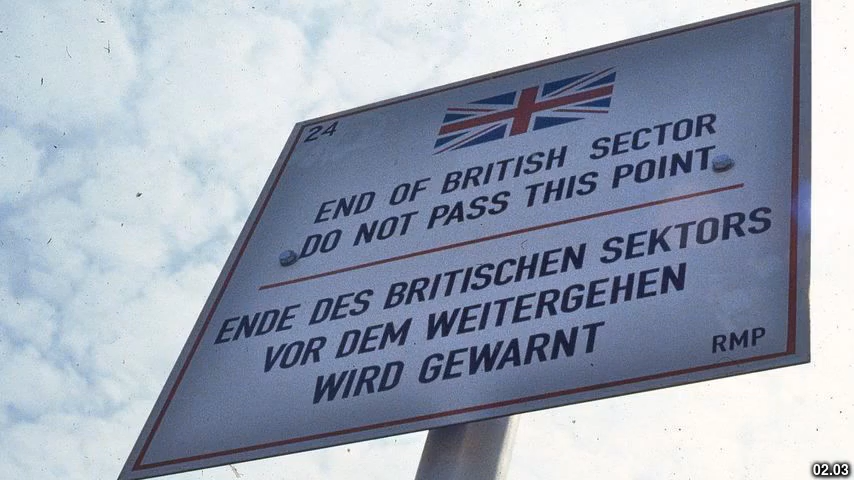 24
END OF BRITISH SECTOR
DO NOT PASS THIS POINT
ENDE DES BRITISCHEN SEKTORS
VOR DEM WEITERGEHEN
WIRD GEWARNT
RMP
02.03